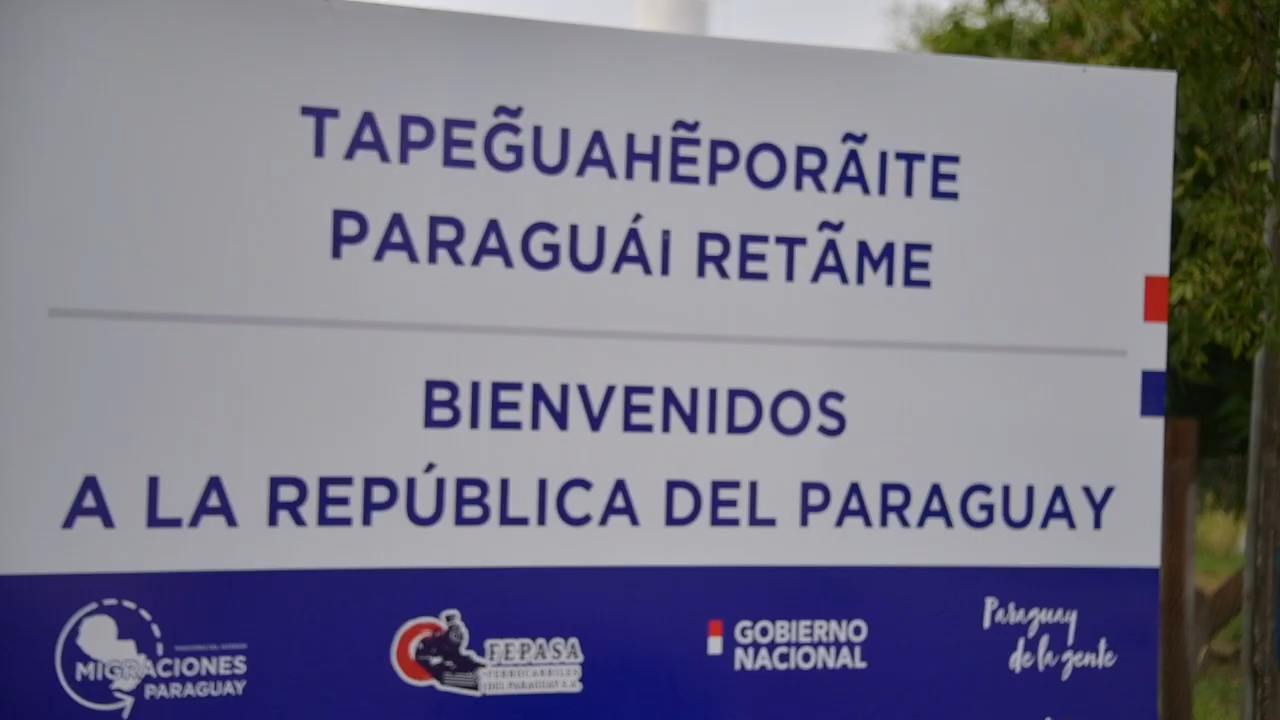 TAPEG̃UAHẼPORÃITE
PARAGUÁI RETÃME
BIENVENIDOS
A LA REPÚBLICA DEL PARAGUAY
MIGRACIONES
PARAGUAY
FEPASA
FERROCARRILES
DEL PARAGUAY S.A.
GOBIERNO
NACIONAL
Paraguay
de la gente